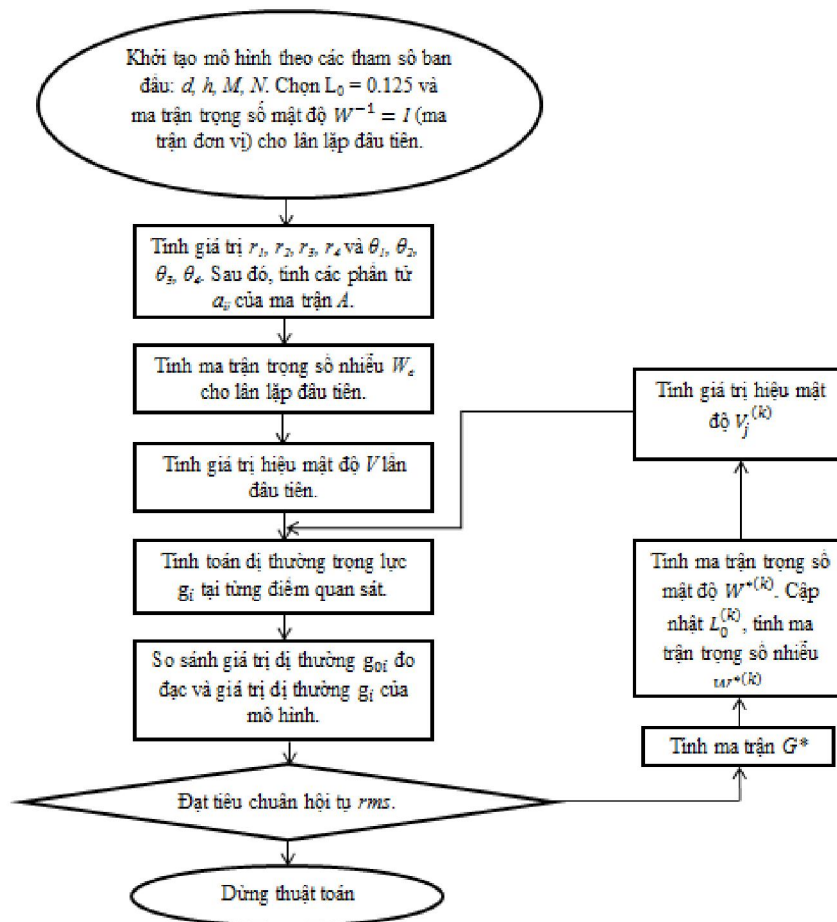 Khởi tạo mô hình theo các tham số ban
đầu: d, h, M, N. Chọn L₀ = 0.125 và
ma trận trọng số mật độ W⁻¹ = I (ma
trận đơn vị) cho lần lặp đầu tiên.
Tính giá trị r₁, r₂, r₃, r₄ và θ₁, θ₂,
θ₃, θ₄. Sau đó, tính các phần tử
aᵢⱼ của ma trận A.
Tính ma trận trọng số nhiễu Wₑ
cho lần lặp đầu tiên.
Tính giá trị hiệu mật độ V lần
đầu tiên.
Tính toán dị thường trọng lực
gᵢ tại từng điểm quan sát.
So sánh giá trị dị thường g₀ᵢ đo
đạc và giá trị dị thường gᵢ của
mô hình.
Đạt tiêu chuẩn hội tụ rms.
Dừng thuật toán
Tính ma trận G*
Tính ma trận trọng số
mật độ W*⁽ᵏ⁾. Cập
nhật L₀⁽ᵏ⁾, tính ma
trận trọng số nhiễu
Tính giá trị hiệu mật
độ Vⱼ⁽ᵏ⁾